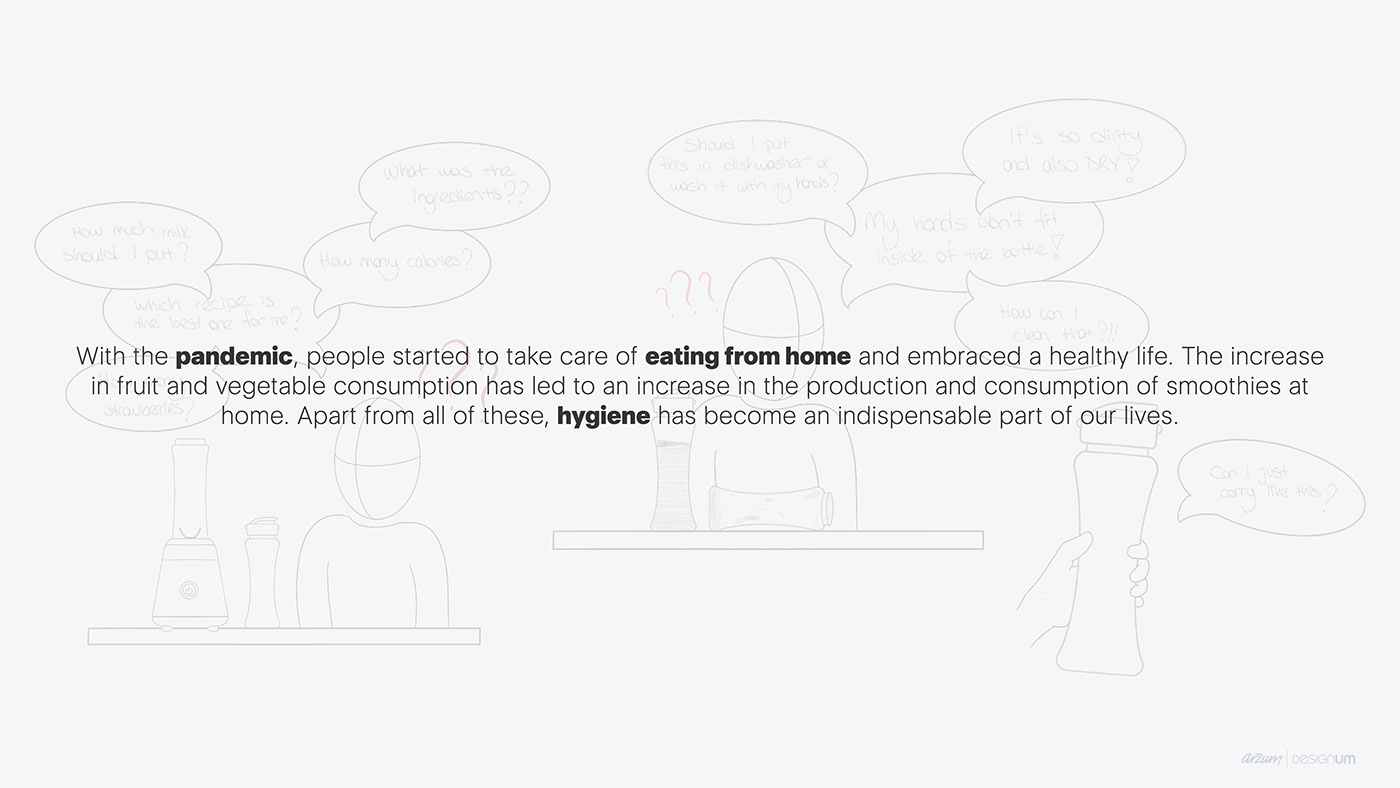 It's so dirty
and also DRY!
Should I put
this in dishwasher or
wash it with my hands?
What was the
ingredients??
My hands don't fit
inside of the bottle!
How much milk
should I put?
How many calories?
which recipe is
the best one for me?
???
How can I
clean that?!!
With the pandemic, people started to take care of eating from home and embraced a healthy life. The increase
in fruit and vegetable consumption has led to an increase in the production and consumption of smoothies at
home. Apart from all of these, hygiene has become an indispensable part of our lives.
strawberries?
Can I just
carry like this?
arzum | DESIGNUM